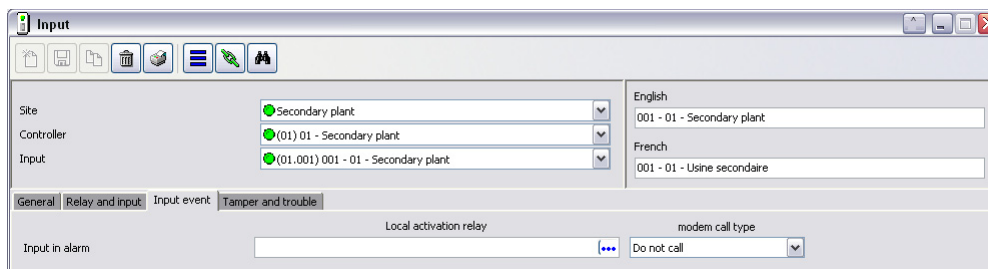 Input
Site
Secondary plant
Controller
(01) 01 - Secondary plant
Input
(01.001) 001 - 01 - Secondary plant
English
001 - 01 - Secondary plant
French
001 - 01 - Usine secondaire
General
Relay and input
Input event
Tamper and trouble
Local activation relay
modem call type
Input in alarm
Do not call